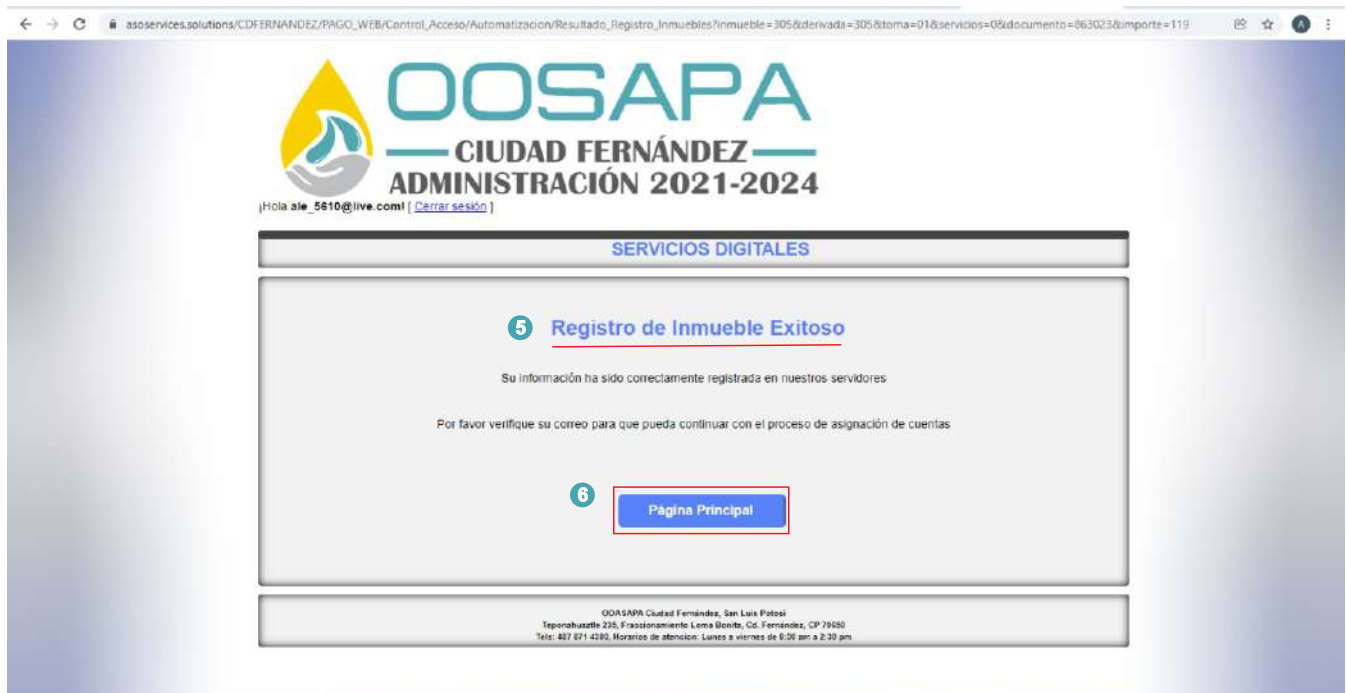 asoservices.solutions/CDFERNANDEZ/PAGO_WEB/Control_Acceso/Automatizacion/Resultado_Registro_Inmuebles?inmueble=305&derivada=305&toma=01&servicios=0&documento=863023&importe=119
A
OOSAPA
CIUDAD FERNÁNDEZ
ADMINISTRACIÓN 2021-2024
¡Hola ale_5610@live.com! [ Cerrar sesión ]
SERVICIOS DIGITALES
5 Registro de Inmueble Exitoso
Su información ha sido correctamente registrada en nuestros servidores
Por favor verifique su correo para que pueda continuar con el proceso de asignación de cuentas
6 Página Principal
OOASAPA Ciudad Fernández, San Luis Potosí
Teponahuaztle 235, Fraccionamiento Loma Bonita, Cd. Fernández, CP 79650
Tels: 487 871 4380, Horarios de atencion: Lunes a viernes de 8:00 am a 2:30 pm